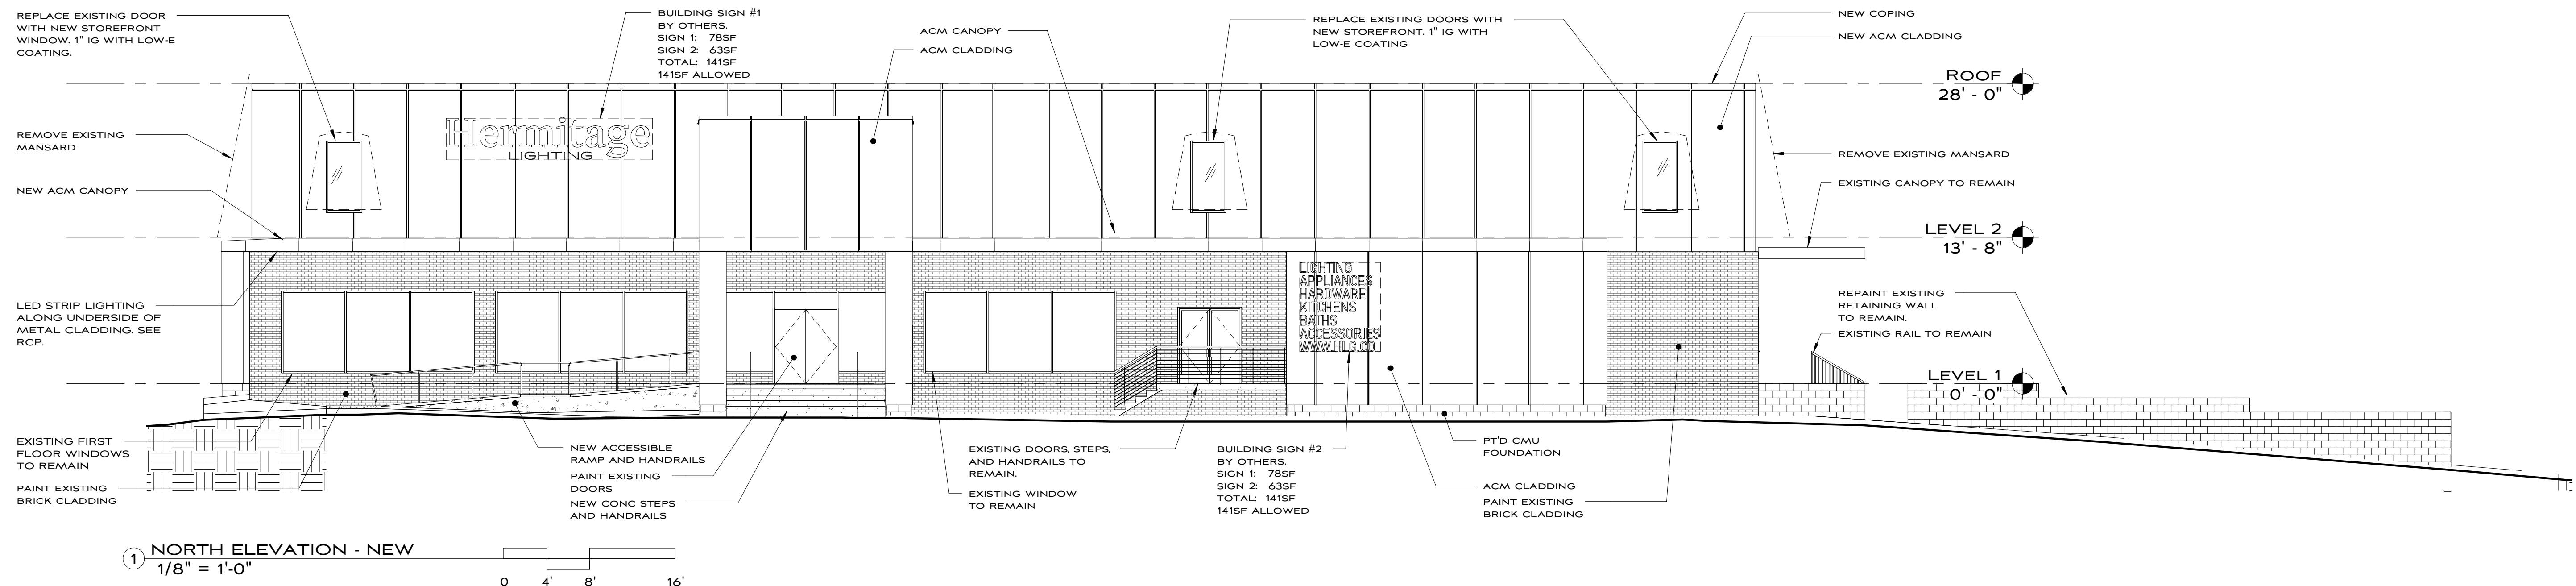 REPLACE EXISTING DOOR
WITH NEW STOREFRONT
WINDOW. 1" IG WITH LOW-E
COATING.
BUILDING SIGN #1
BY OTHERS.
SIGN 1: 78SF
SIGN 2: 63SF
TOTAL: 141SF
141SF ALLOWED
ACM CANOPY
ACM CLADDING
REPLACE EXISTING DOORS WITH
NEW STOREFRONT. 1" IG WITH
LOW-E COATING
NEW COPING
NEW ACM CLADDING
ROOF
28' - 0"
REMOVE EXISTING
MANSARD
Hermitage
LIGHTING
REMOVE EXISTING MANSARD
NEW ACM CANOPY
EXISTING CANOPY TO REMAIN
LEVEL 2
13' - 8"
LED STRIP LIGHTING
ALONG UNDERSIDE OF
METAL CLADDING. SEE
RCP.
LIGHTING
APPLIANCES
HARDWARE
KITCHENS
BATHS
ACCESSORIES
WWW.HLG.CO
REPAINT EXISTING
RETAINING WALL
TO REMAIN.
EXISTING RAIL TO REMAIN
LEVEL 1
0' - 0"
EXISTING FIRST
FLOOR WINDOWS
TO REMAIN
PAINT EXISTING
BRICK CLADDING
NEW ACCESSIBLE
RAMP AND HANDRAILS
PAINT EXISTING
DOORS
NEW CONC STEPS
AND HANDRAILS
EXISTING DOORS, STEPS,
AND HANDRAILS TO
REMAIN.
EXISTING WINDOW
TO REMAIN
BUILDING SIGN #2
BY OTHERS.
SIGN 1: 78SF
SIGN 2: 63SF
TOTAL: 141SF
141SF ALLOWED
PT'D CMU
FOUNDATION
ACM CLADDING
PAINT EXISTING
BRICK CLADDING
1 NORTH ELEVATION - NEW
1/8" = 1'-0"
0 4' 8' 16'